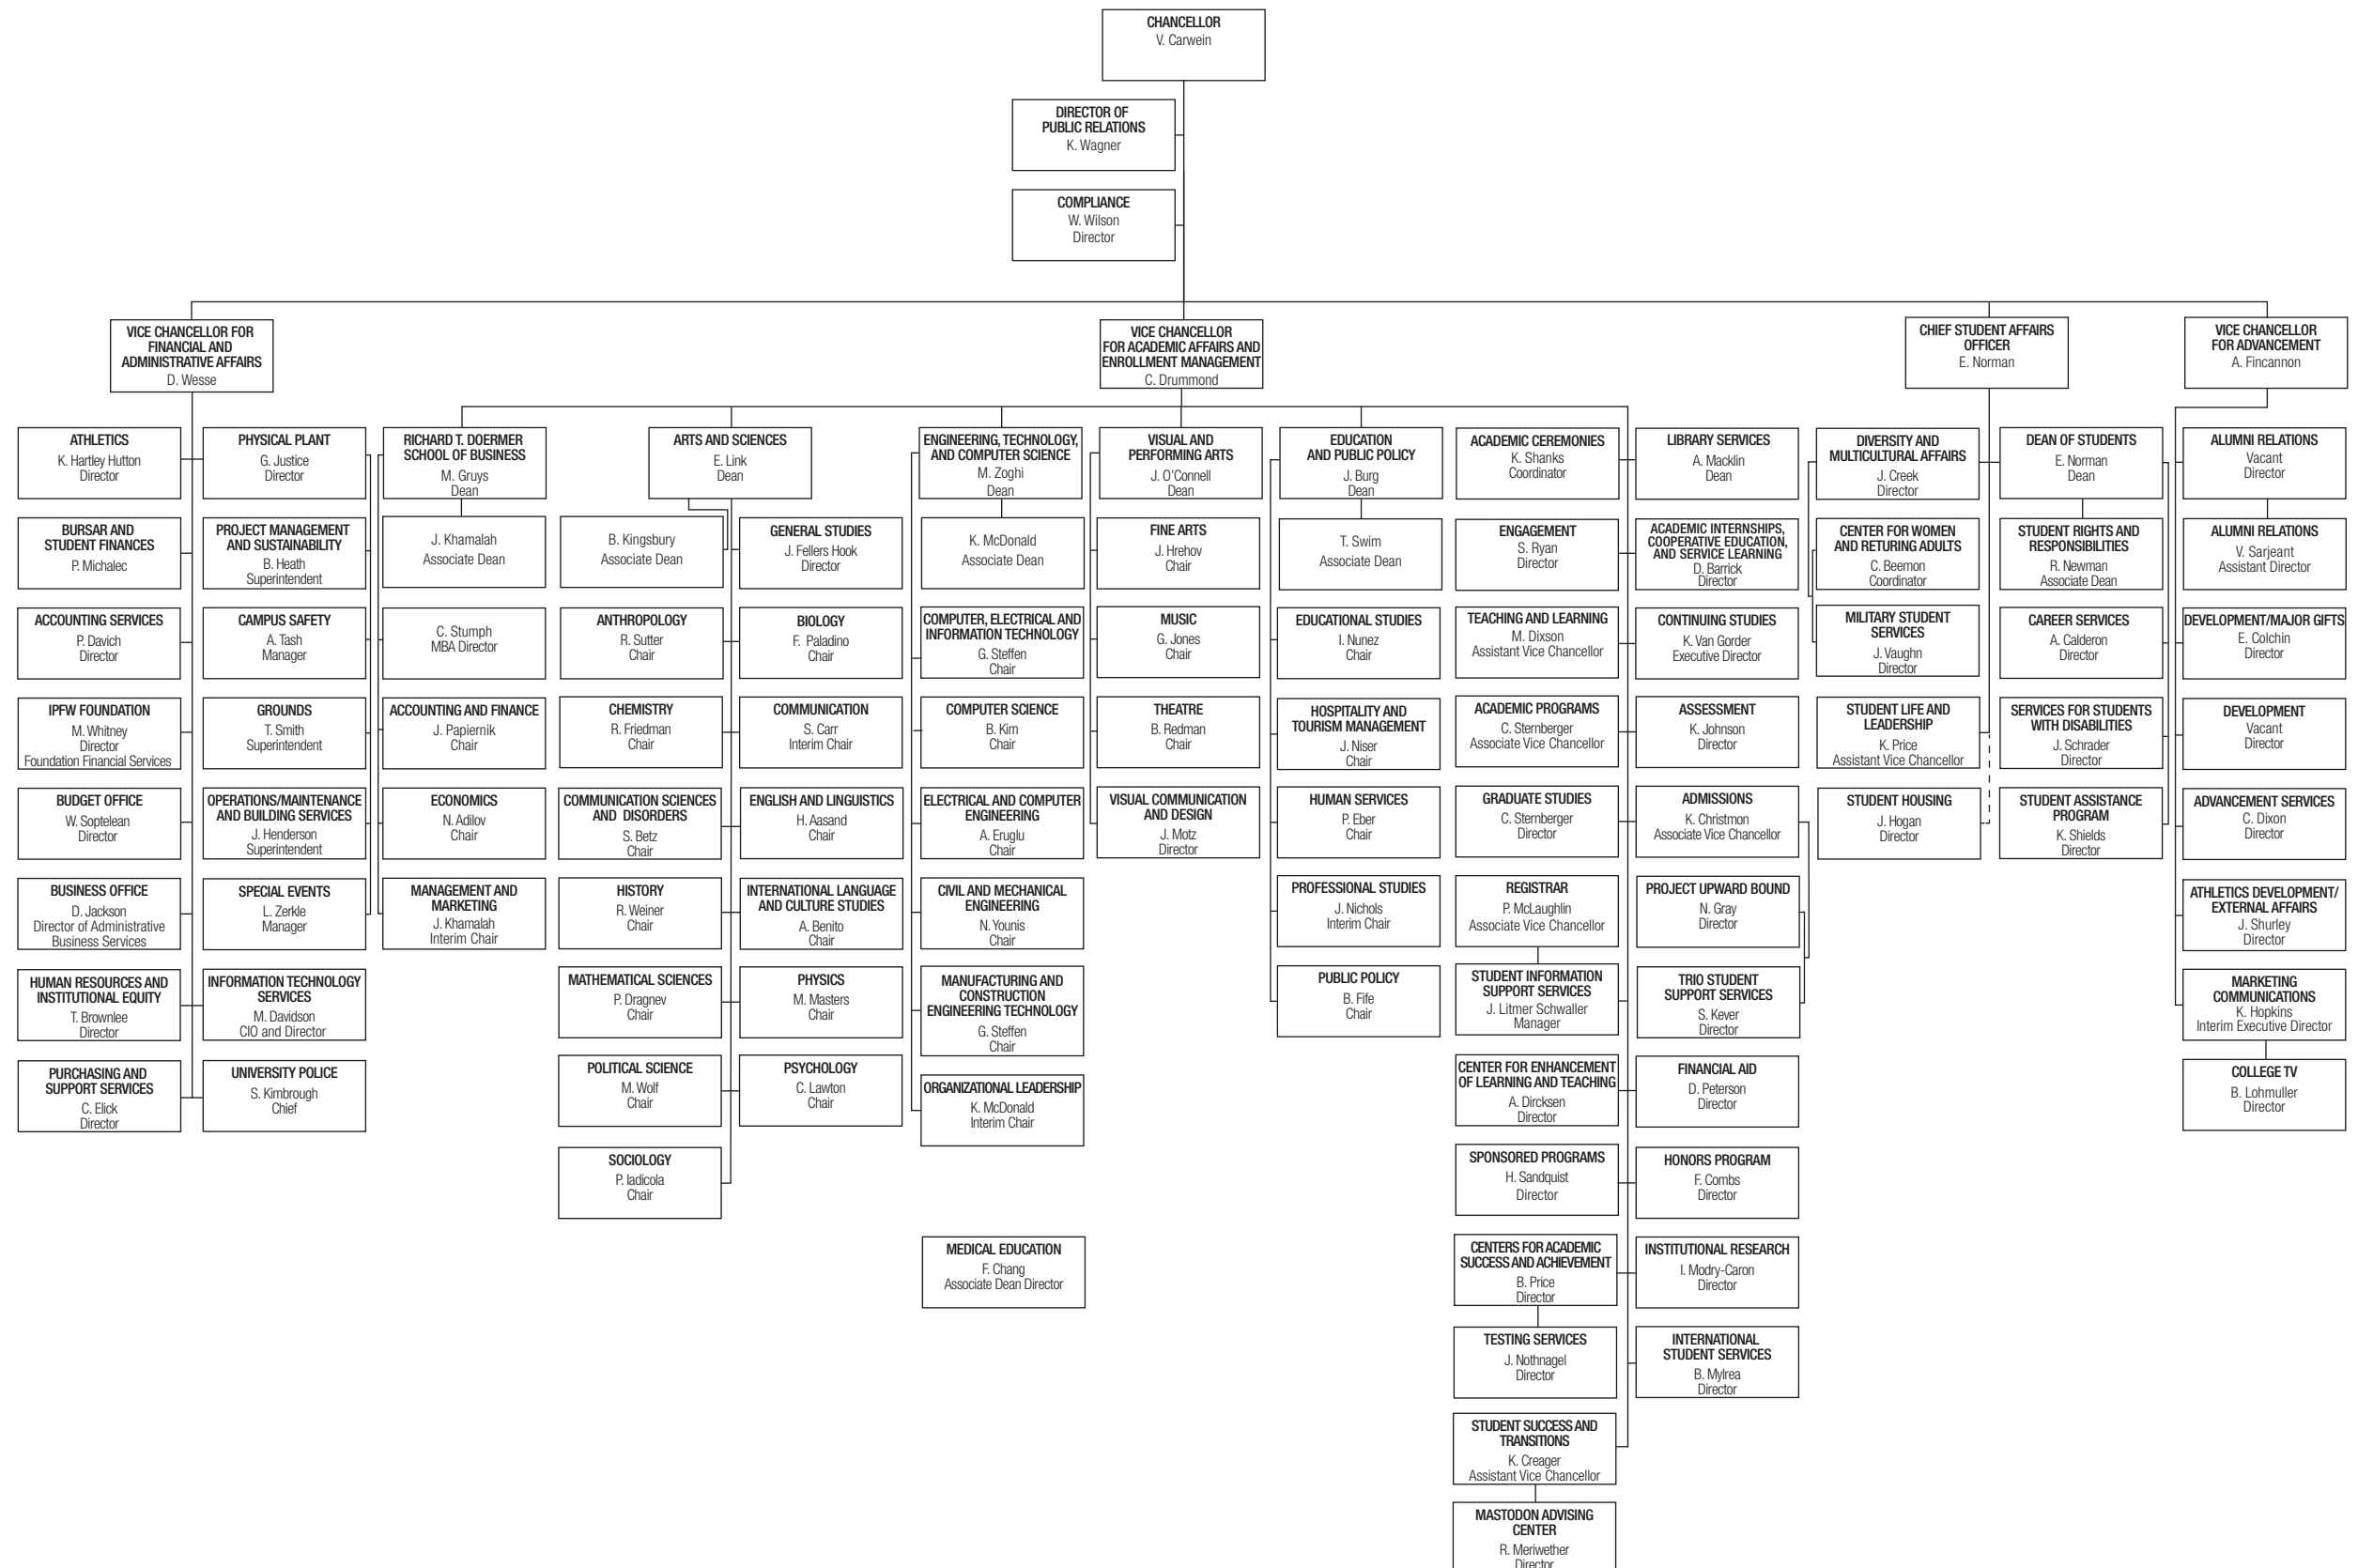 CHANCELLOR
V. Carwein
DIRECTOR OF
PUBLIC RELATIONS
K. Wagner
COMPLIANCE
W. Wilson
Director
VICE CHANCELLOR FOR
FINANCIAL AND
ADMINISTRATIVE AFFAIRS
D. Wesse
VICE CHANCELLOR
FOR ACADEMIC AFFAIRS AND
ENROLLMENT MANAGEMENT
C. Drummond
CHIEF STUDENT AFFAIRS
OFFICER
E. Norman
VICE CHANCELLOR
FOR ADVANCEMENT
A. Fincannon
ATHLETICS
K. Hartley Hutton
Director
BURSAR AND
STUDENT FINANCES
P. Michalec
ACCOUNTING SERVICES
P. Davich
Director
IPFW FOUNDATION
M. Whitney
Director
Foundation Financial Services
BUDGET OFFICE
W. Soptelean
Director
BUSINESS OFFICE
D. Jackson
Director of Administrative
Business Services
HUMAN RESOURCES AND
INSTITUTIONAL EQUITY
T. Brownlee
Director
PURCHASING AND
SUPPORT SERVICES
C. Elick
Director
PHYSICAL PLANT
G. Justice
Director
PROJECT MANAGEMENT
AND SUSTAINABILITY
B. Heath
Superintendent
CAMPUS SAFETY
A. Tash
Manager
GROUNDS
T. Smith
Superintendent
OPERATIONS/MAINTENANCE
AND BUILDING SERVICES
J. Henderson
Superintendent
SPECIAL EVENTS
L. Zerkle
Manager
INFORMATION TECHNOLOGY
SERVICES
M. Davidson
CIO and Director
UNIVERSITY POLICE
S. Kimbrough
Chief
RICHARD T. DOERMER
SCHOOL OF BUSINESS
M. Gruys
Dean
J. Khamalah
Associate Dean
C. Stumph
MBA Director
ACCOUNTING AND FINANCE
J. Papiernik
Chair
ECONOMICS
N. Adilov
Chair
MANAGEMENT AND
MARKETING
J. Khamalah
Interim Chair
ARTS AND SCIENCES
E. Link
Dean
B. Kingsbury
Associate Dean
ANTHROPOLOGY
R. Sutter
Chair
CHEMISTRY
R. Friedman
Chair
COMMUNICATION SCIENCES
AND DISORDERS
S. Betz
Chair
HISTORY
R. Weiner
Chair
MATHEMATICAL SCIENCES
P. Dragnev
Chair
POLITICAL SCIENCE
M. Wolf
Chair
SOCIOLOGY
P. Iadicola
Chair
GENERAL STUDIES
J. Fellers Hook
Director
BIOLOGY
F. Paladino
Chair
COMMUNICATION
S. Carr
Interim Chair
ENGLISH AND LINGUISTICS
H. Aasand
Chair
INTERNATIONAL LANGUAGE
AND CULTURE STUDIES
A. Benito
Chair
PHYSICS
M. Masters
Chair
PSYCHOLOGY
C. Lawton
Chair
ENGINEERING, TECHNOLOGY,
AND COMPUTER SCIENCE
M. Zoghi
Dean
K. McDonald
Associate Dean
COMPUTER, ELECTRICAL AND
INFORMATION TECHNOLOGY
G. Steffen
Chair
COMPUTER SCIENCE
B. Kim
Chair
ELECTRICAL AND COMPUTER
ENGINEERING
A. Eruglu
Chair
CIVIL AND MECHANICAL
ENGINEERING
N. Younis
Chair
MANUFACTURING AND
CONSTRUCTION
ENGINEERING TECHNOLOGY
G. Steffen
Chair
ORGANIZATIONAL LEADERSHIP
K. McDonald
Interim Chair
MEDICAL EDUCATION
F. Chang
Associate Dean Director
VISUAL AND
PERFORMING ARTS
J. O'Connell
Dean
FINE ARTS
J. Hrehov
Chair
MUSIC
G. Jones
Chair
THEATRE
B. Redman
Chair
VISUAL COMMUNICATION
AND DESIGN
J. Motz
Director
EDUCATION
AND PUBLIC POLICY
J. Burg
Dean
T. Swim
Associate Dean
EDUCATIONAL STUDIES
I. Nunez
Chair
HOSPITALITY AND
TOURISM MANAGEMENT
J. Niser
Chair
HUMAN SERVICES
P. Eber
Chair
PROFESSIONAL STUDIES
J. Nichols
Interim Chair
PUBLIC POLICY
B. Fife
Chair
ACADEMIC CEREMONIES
K. Shanks
Coordinator
ENGAGEMENT
S. Ryan
Director
TEACHING AND LEARNING
M. Dixson
Assistant Vice Chancellor
ACADEMIC PROGRAMS
C. Sternberger
Associate Vice Chancellor
GRADUATE STUDIES
C. Sternberger
Director
REGISTRAR
P. McLaughlin
Associate Vice Chancellor
STUDENT INFORMATION
SUPPORT SERVICES
J. Litmer Schwaller
Manager
CENTER FOR ENHANCEMENT
OF LEARNING AND TEACHING
A. Dircksen
Director
SPONSORED PROGRAMS
H. Sandquist
Director
CENTERS FOR ACADEMIC
SUCCESS AND ACHIEVEMENT
B. Price
Director
TESTING SERVICES
J. Nothnagel
Director
STUDENT SUCCESS AND
TRANSITIONS
K. Creager
Assistant Vice Chancellor
MASTODON ADVISING
CENTER
R. Meriwether
Director
LIBRARY SERVICES
A. Macklin
Dean
ACADEMIC INTERNSHIPS,
COOPERATIVE EDUCATION,
AND SERVICE LEARNING
D. Barrick
Director
CONTINUING STUDIES
K. Van Gorder
Executive Director
ASSESSMENT
K. Johnson
Director
ADMISSIONS
K. Christmon
Associate Vice Chancellor
PROJECT UPWARD BOUND
N. Gray
Director
TRIO STUDENT
SUPPORT SERVICES
S. Kever
Director
FINANCIAL AID
D. Peterson
Director
HONORS PROGRAM
F. Combs
Director
INSTITUTIONAL RESEARCH
I. Modry-Caron
Director
INTERNATIONAL
STUDENT SERVICES
B. Mylrea
Director
DIVERSITY AND
MULTICULTURAL AFFAIRS
J. Creek
Director
CENTER FOR WOMEN
AND RETURING ADULTS
C. Beemon
Coordinator
MILITARY STUDENT
SERVICES
J. Vaughn
Director
STUDENT LIFE AND
LEADERSHIP
K. Price
Assistant Vice Chancellor
STUDENT HOUSING
J. Hogan
Director
DEAN OF STUDENTS
E. Norman
Dean
STUDENT RIGHTS AND
RESPONSIBILITIES
R. Newman
Associate Dean
CAREER SERVICES
A. Calderon
Director
SERVICES FOR STUDENTS
WITH DISABILITIES
J. Schrader
Director
STUDENT ASSISTANCE
PROGRAM
K. Shields
Director
ALUMNI RELATIONS
Vacant
Director
ALUMNI RELATIONS
V. Sarjeant
Assistant Director
DEVELOPMENT/MAJOR GIFTS
E. Colchin
Director
DEVELOPMENT
Vacant
Director
ADVANCEMENT SERVICES
C. Dixon
Director
ATHLETICS DEVELOPMENT/
EXTERNAL AFFAIRS
J. Shurley
Director
MARKETING
COMMUNICATIONS
K. Hopkins
Interim Executive Director
COLLEGE TV
B. Lohmuller
Director